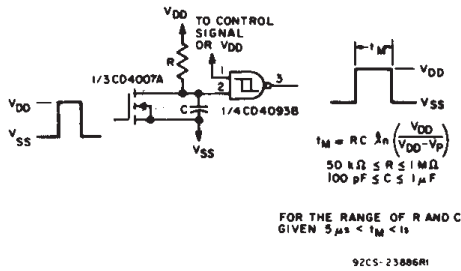 VDD
TO CONTROL
SIGNAL
OR VDD
R
1/3CD4007A
1
2
3
C
1/4CD4093B
VDD
VSS
VSS
tM
VDD
VSS
tM = RC ln (VDD / VDD-VP)
50 kΩ ≤ R ≤ 1 MΩ
100 pF ≤ C ≤ 1 μF
FOR THE RANGE OF R AND C
GIVEN 5 μs < tM < 1s
92CS-23886R1